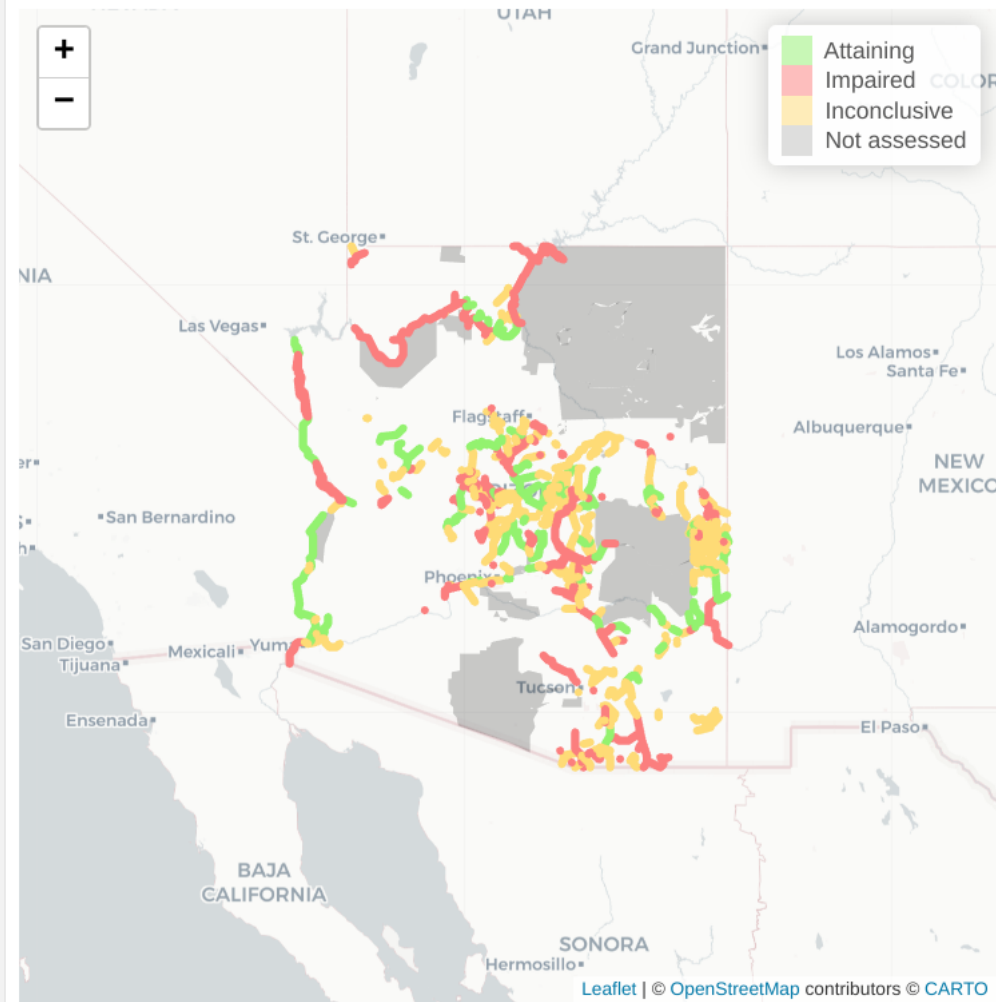 UTAH
+
−
Grand Junction
Attaining
Impaired
Inconclusive
Not assessed
St. George
Las Vegas
Los Alamos
Santa Fe
Flagstaff
Albuquerque
NEW
MEXICO
San Bernardino
Phoenix
Alamogordo
San Diego
Tijuana
Mexicali
Yuma
Tucson
Ensenada
El Paso
BAJA
CALIFORNIA
SONORA
Hermosillo
Leaflet | © OpenStreetMap contributors © CARTO